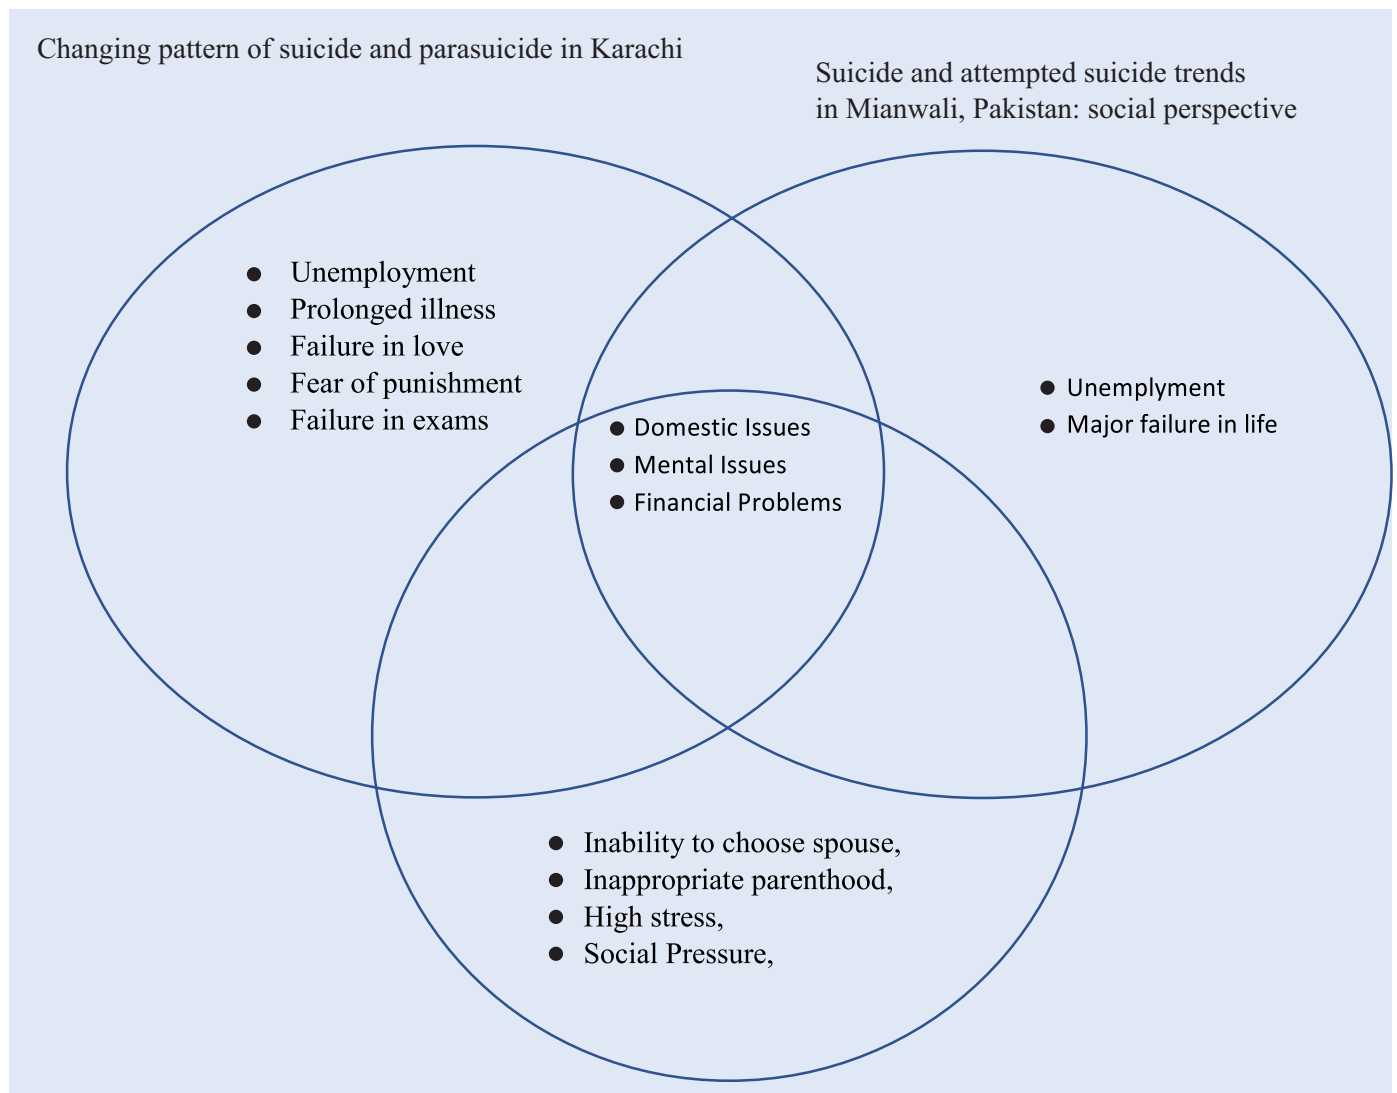 Changing pattern of suicide and parasuicide in Karachi
Suicide and attempted suicide trends
in Mianwali, Pakistan: social perspective
● Unemployment
● Prolonged illness
● Failure in love
● Fear of punishment
● Failure in exams
● Unemplyment
● Major failure in life
● Domestic Issues
● Mental Issues
● Financial Problems
● Inability to choose spouse,
● Inappropriate parenthood,
● High stress,
● Social Pressure,